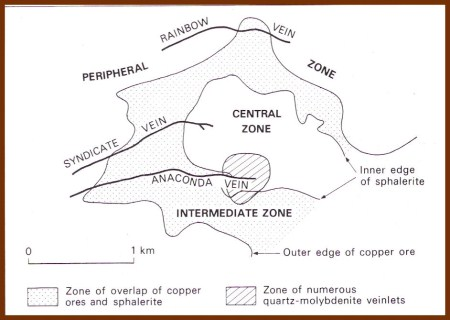 RAINBOW VEIN
PERIPHERAL ZONE
CENTRAL
ZONE
SYNDICATE VEIN
ANACONDA VEIN
Inner edge
of sphalerite
INTERMEDIATE ZONE
0 1 km
Outer edge of copper ore
Zone of overlap of copper
ores and sphalerite
Zone of numerous
quartz-molybdenite veinlets